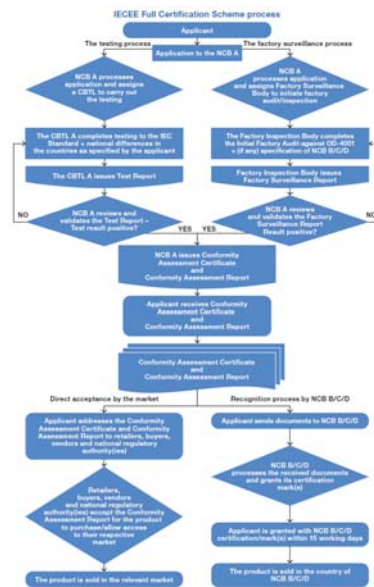 IECEE Full Certification Scheme process
Applicant
The testing process
The factory surveillance process
Application to the NCB A
NCB A processes
application and assigns
a CBTL to carry out
the testing
NCB A
processes application
and assigns Factory Surveillance
Body to initiate factory
audit/inspection
The CBTL A completes testing to the IEC
Standard + national differences in
the countries as specified by the
applicant
The Factory Inspection Body completes
the Initial Factory Audit against OD-4001
+ (if any) specification of NCB B/C/D
The CBTL A issues Test Report
Factory Inspection Body issues
Factory Surveillance Report
NO
NCB A reviews and
validates the Test Report –
Test result positive?
YES
YES
NCB A reviews
and validates the Factory
Surveillance Report
Result positive?
NO
NCB A issues Conformity
Assessment Certificate
and
Conformity Assessment Report
Applicant receives Conformity
Assessment Certificate
and
Conformity Assessment Report
Conformity Assessment Certificate
and
Conformity Assessment Report
Direct acceptance by the market
Recognition process by NCB B/C/D
Applicant addresses the Conformity
Assessment Certificate and Conformity
Assessment Report to retailers, buyers,
vendors and national regulatory
authority(ies)
Applicant sends documents to NCB B/C/D
NCB B/C/D
processes the received documents
and grants its certification
mark(s)
Retailers,
buyers, vendors
and national regulatory
authority(ies) accept the Conformity
Assessment Report for the product
to purchase/allow access
to their respective
market
Applicant is granted with NCB B/C/D
certification/mark(s) within 15 working days
The product is sold in the relevant market
The product is sold in the country
of NCB B/C/D